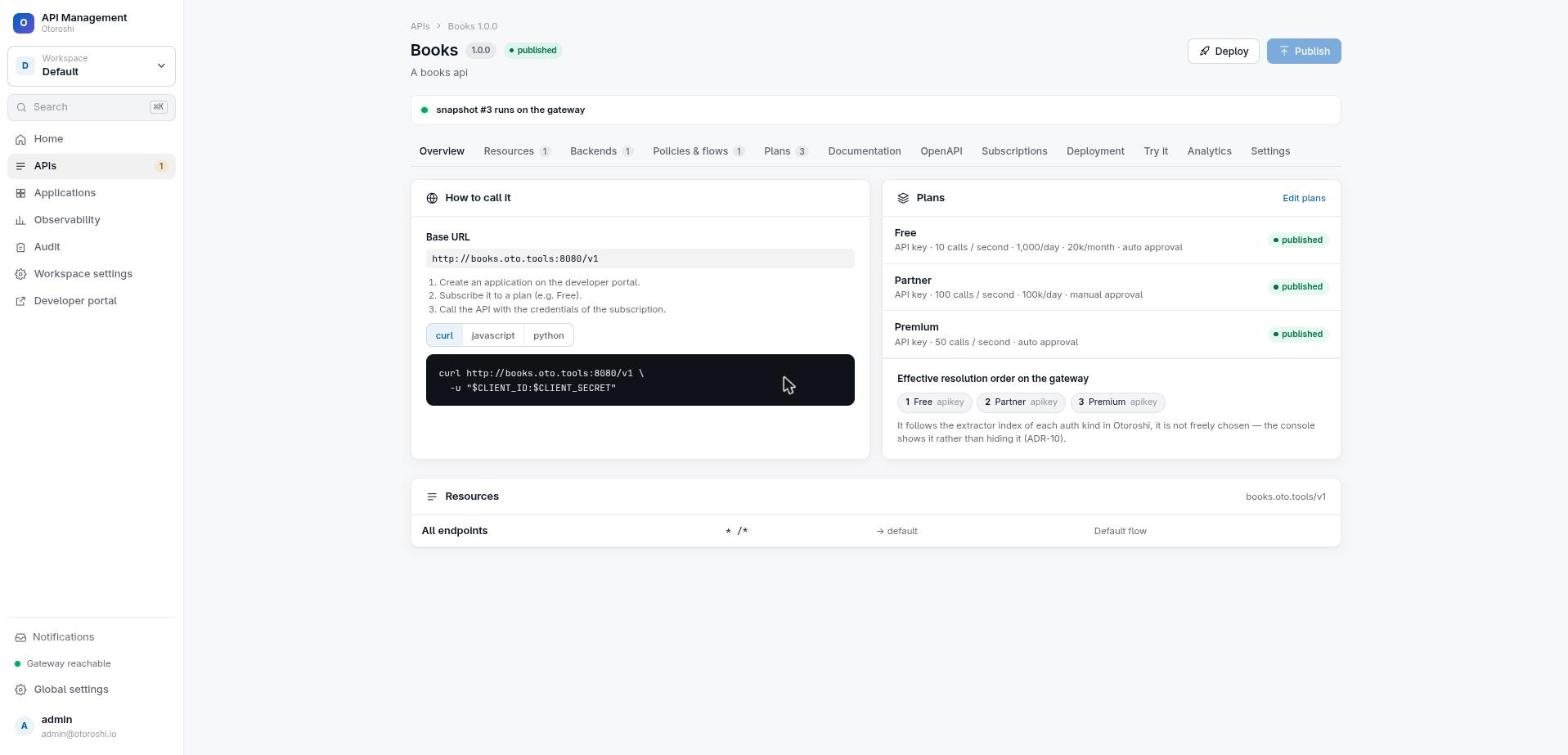 O
API Management
Otoroshi
D
Workspace
Default
Search
⌘K
Home
APIs
1
Applications
Observability
Audit
Workspace settings
Developer portal
Notifications
Gateway reachable
Global settings
A
admin
admin@otoroshi.io
APIs > Books 1.0.0
Books 1.0.0 published
A books api
Deploy
Publish
snapshot #3 runs on the gateway
Overview Resources 1 Backends 1 Policies & flows 1 Plans 3 Documentation OpenAPI Subscriptions Deployment Try it Analytics Settings
How to call it
Base URL
http://books.oto.tools:8080/v1
1. Create an application on the developer portal.
2. Subscribe it to a plan (e.g. Free).
3. Call the API with the credentials of the subscription.
curl javascript python
curl http://books.oto.tools:8080/v1 \
-u "$CLIENT_ID:$CLIENT_SECRET"
Plans
Edit plans
Free
API key · 10 calls / second · 1,000/day · 20k/month · auto approval
published
Partner
API key · 100 calls / second · 100k/day · manual approval
published
Premium
API key · 50 calls / second · auto approval
published
Effective resolution order on the gateway
1 Free apikey 2 Partner apikey 3 Premium apikey
It follows the extractor index of each auth kind in Otoroshi, it is not freely chosen — the console
shows it rather than hiding it (ADR-10).
Resources
books.oto.tools/v1
All endpoints * /* → default Default flow